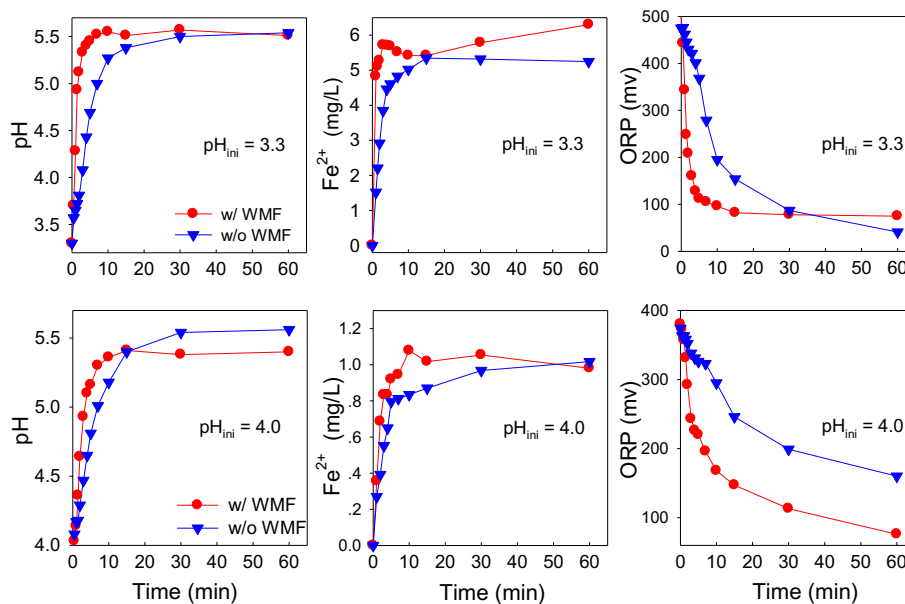 5.5
5.0
4.5
4.0
3.5
pH
0 10 20 30 40 50 60
pH_ini = 3.3
w/ WMF
w/o WMF
6
5
4
3
2
1
0
Fe²⁺ (mg/L)
0 10 20 30 40 50 60
pH_ini = 3.3
500
400
300
200
100
0
ORP (mv)
0 10 20 30 40 50 60
pH_ini = 3.3
5.5
5.0
4.5
4.0
pH
0 10 20 30 40 50 60
Time (min)
pH_ini = 4.0
w/ WMF
w/o WMF
1.2
1.0
.8
.6
.4
.2
0.0
Fe²⁺ (mg/L)
0 10 20 30 40 50 60
Time (min)
pH_ini = 4.0
400
300
200
100
ORP (mv)
0 10 20 30 40 50 60
Time (min)
pH_ini = 4.0